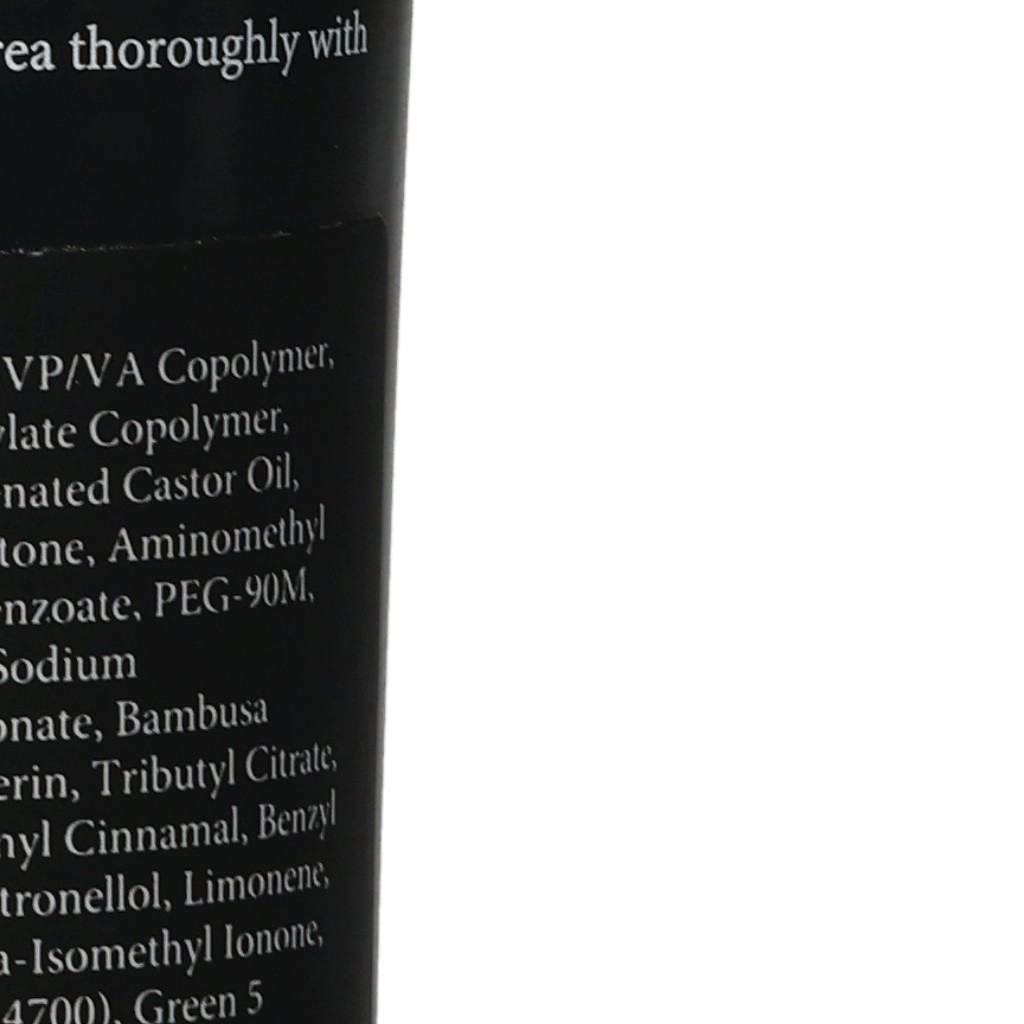 rea thoroughly with
VP/VA Copolymer,
ylate Copolymer,
nated Castor Oil,
tone, Aminomethyl
nzoate, PEG-90M,
Sodium
onate, Bambusa
erin, Tributyl Citrate,
nyl Cinnamal, Benzyl
tronellol, Limonene,
a-Isomethyl Ionone,
4700), Green 5